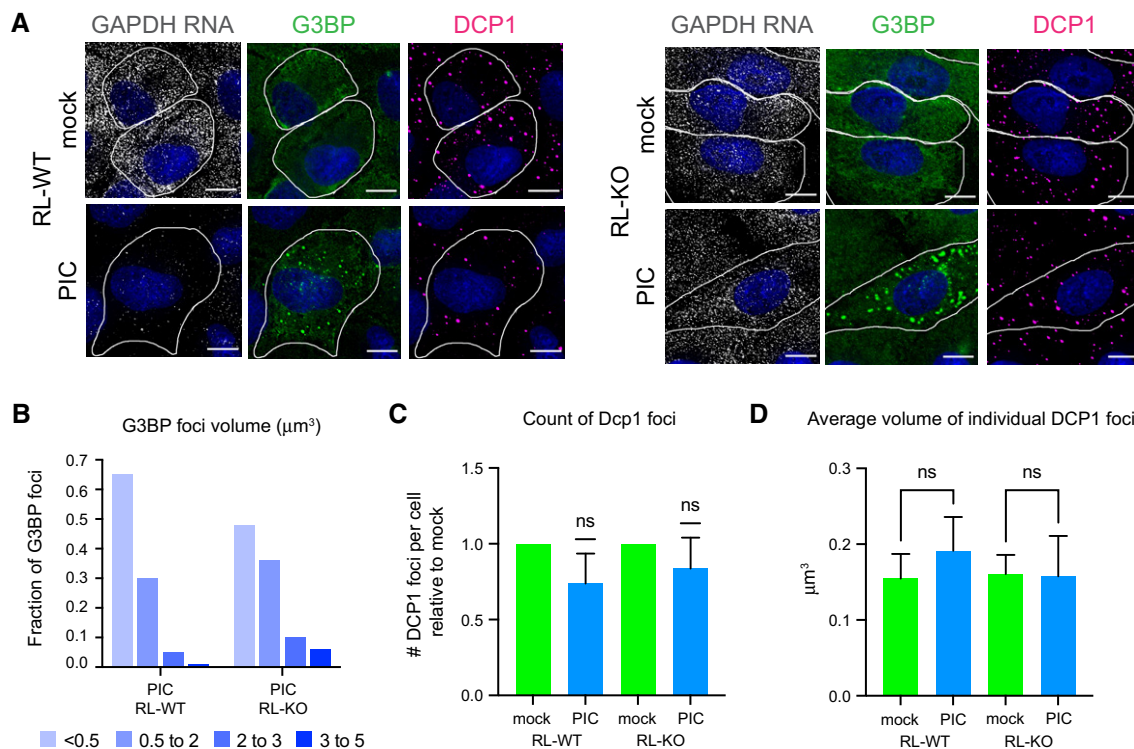 A
GAPDH RNA G3BP DCP1
GAPDH RNA G3BP DCP1
RL-WT
mock
PIC
RL-KO
mock
PIC
B
G3BP foci volume (μm³)
Fraction of G3BP foci
0.7
0.6
0.5
0.4
0.3
0.2
0.1
0.0
PIC PIC
RL-WT RL-KO
<0.5 0.5 to 2 2 to 3 3 to 5
C
Count of Dcp1 foci
# DCP1 foci per cell
relative to mock
1.5
1.0
0.5
0.0
ns ns
mock PIC mock PIC
RL-WT RL-KO
D
Average volume of individual DCP1 foci
μm³
0.3
0.2
0.1
0.0
ns ns
mock PIC mock PIC
RL-WT RL-KO